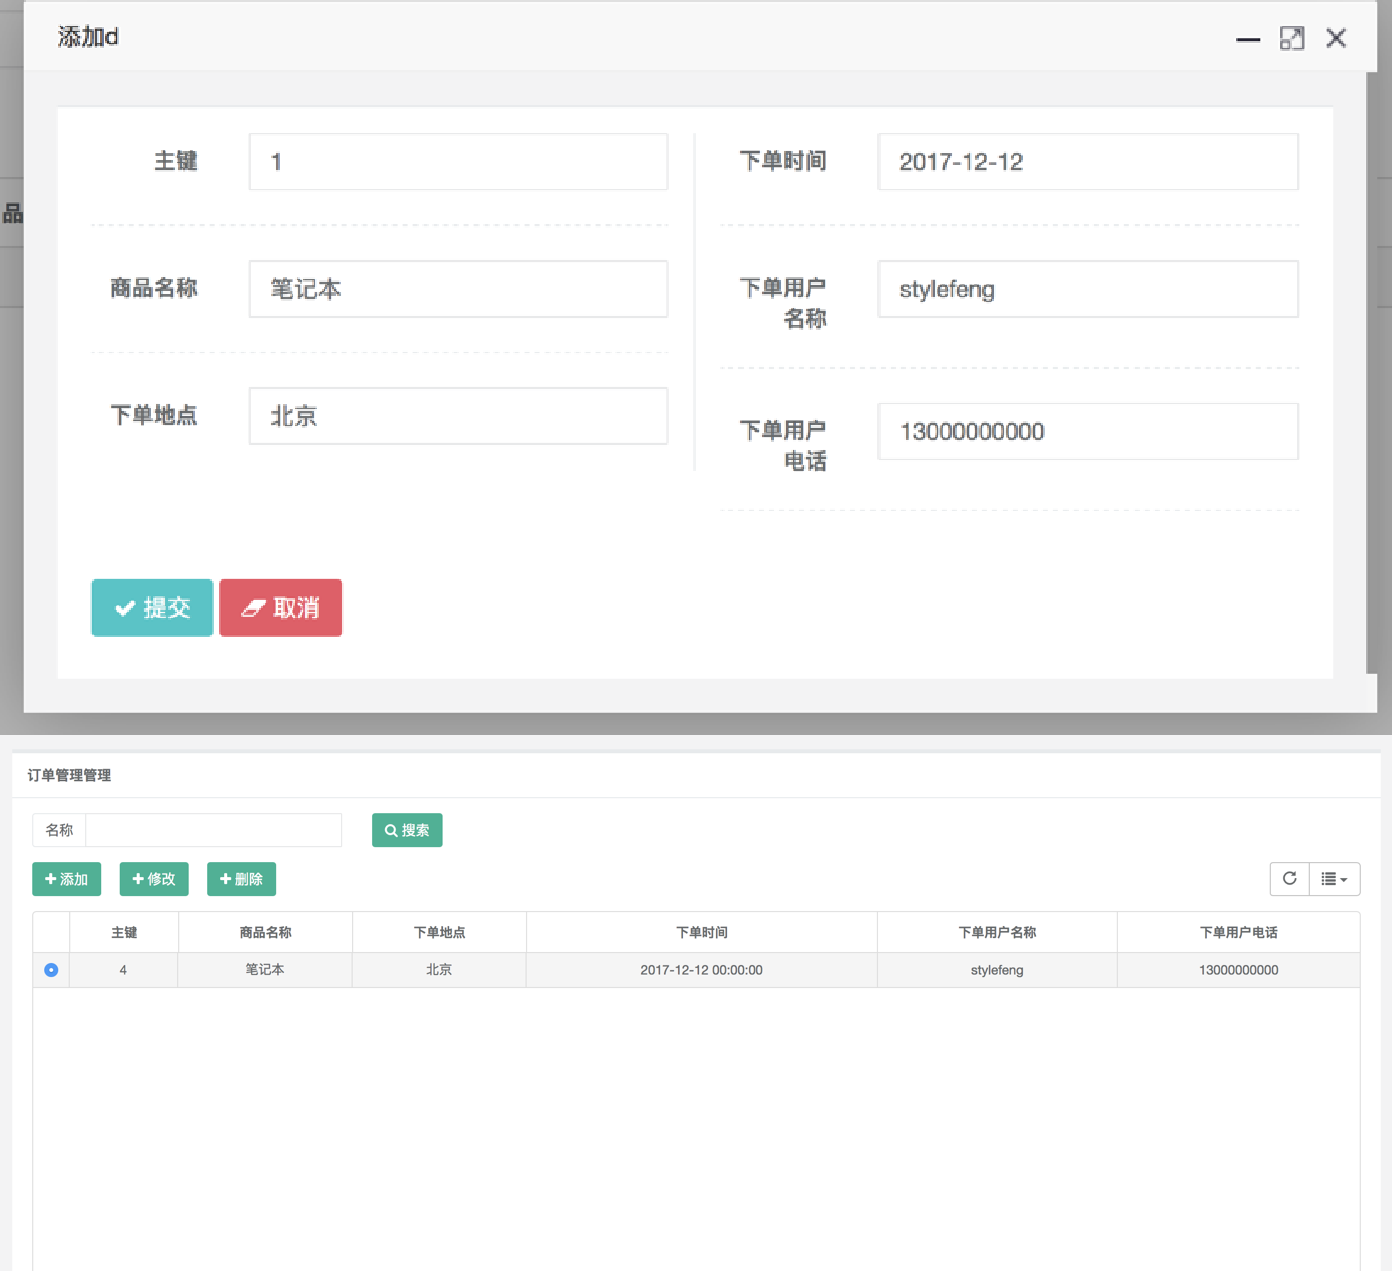 添加d
品
主键 1 下单时间 2017-12-12
商品名称 笔记本 下单用户
名称 stylefeng
下单地点 北京 下单用户
电话 13000000000
提交 取消
订单管理管理
名称 搜索
添加 修改 删除
主键 商品名称 下单地点 下单时间 下单用户名称 下单用户电话
4 笔记本 北京 2017-12-12 00:00:00 stylefeng 13000000000